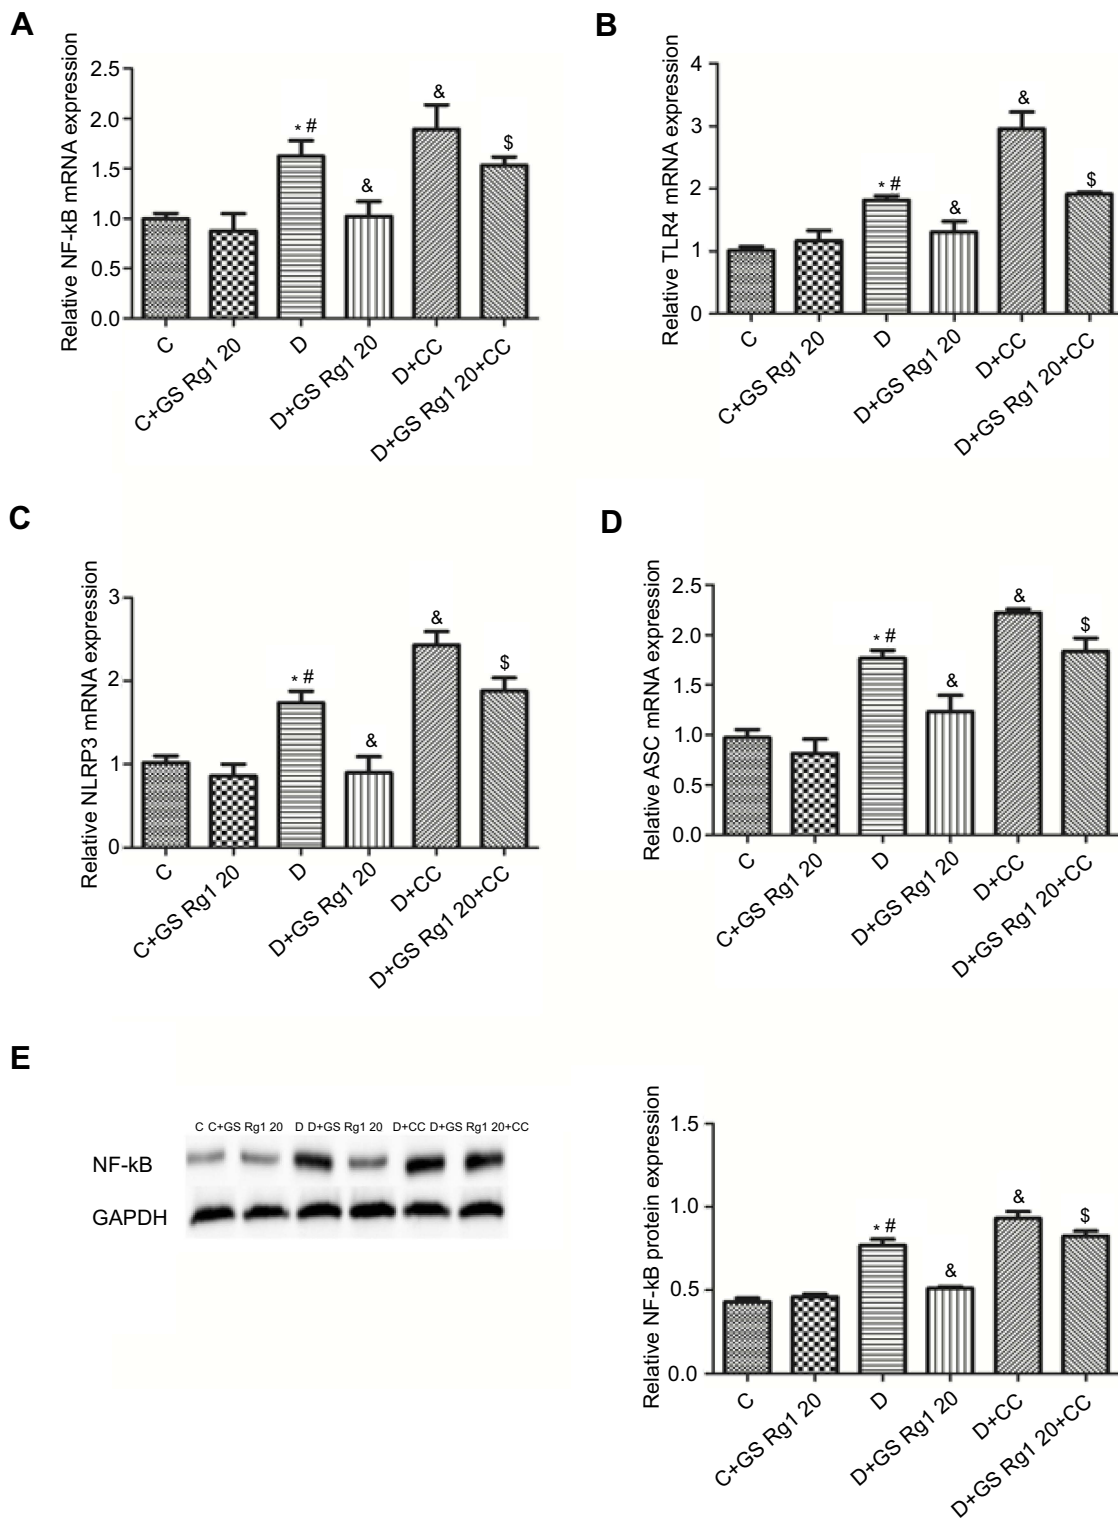 A
Relative NF-kB mRNA expression
2.5
2.0
1.5
1.0
0.5
0.0
* #
&
&
$
C
C+GS Rg1 20
D
D+GS Rg1 20
D+CC
D+GS Rg1 20+CC
B
Relative TLR4 mRNA expression
4
3
2
1
0
* #
&
&
$
C
C+GS Rg1 20
D
D+GS Rg1 20
D+CC
D+GS Rg1 20+CC
C
Relative NLRP3 mRNA expression
3
2
1
0
* #
&
&
$
C
C+GS Rg1 20
D
D+GS Rg1 20
D+CC
D+GS Rg1 20+CC
D
Relative ASC mRNA expression
2.5
2.0
1.5
1.0
0.5
0.0
* #
&
&
$
C
C+GS Rg1 20
D
D+GS Rg1 20
D+CC
D+GS Rg1 20+CC
E
C C+GS Rg1 20 D D+GS Rg1 20 D+CC D+GS Rg1 20+CC
NF-kB
GAPDH
Relative NF-kB protein expression
1.5
1.0
0.5
0.0
* #
&
&
$
C
C+GS Rg1 20
D
D+GS Rg1 20
D+CC
D+GS Rg1 20+CC